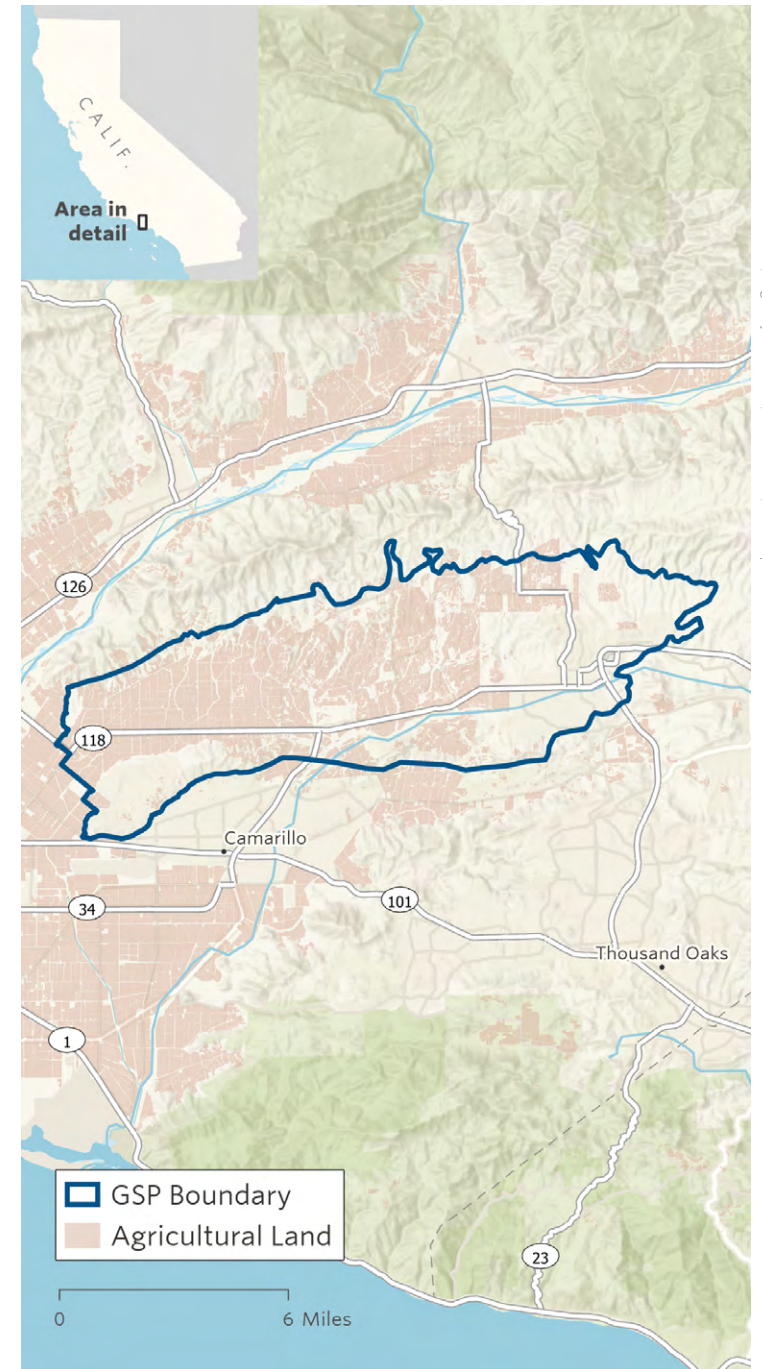 CALIF.
Area in
detail
126
118
Camarillo
34
101
Thousand Oaks
1
GSP Boundary
Agricultural Land
23
0 6 Miles